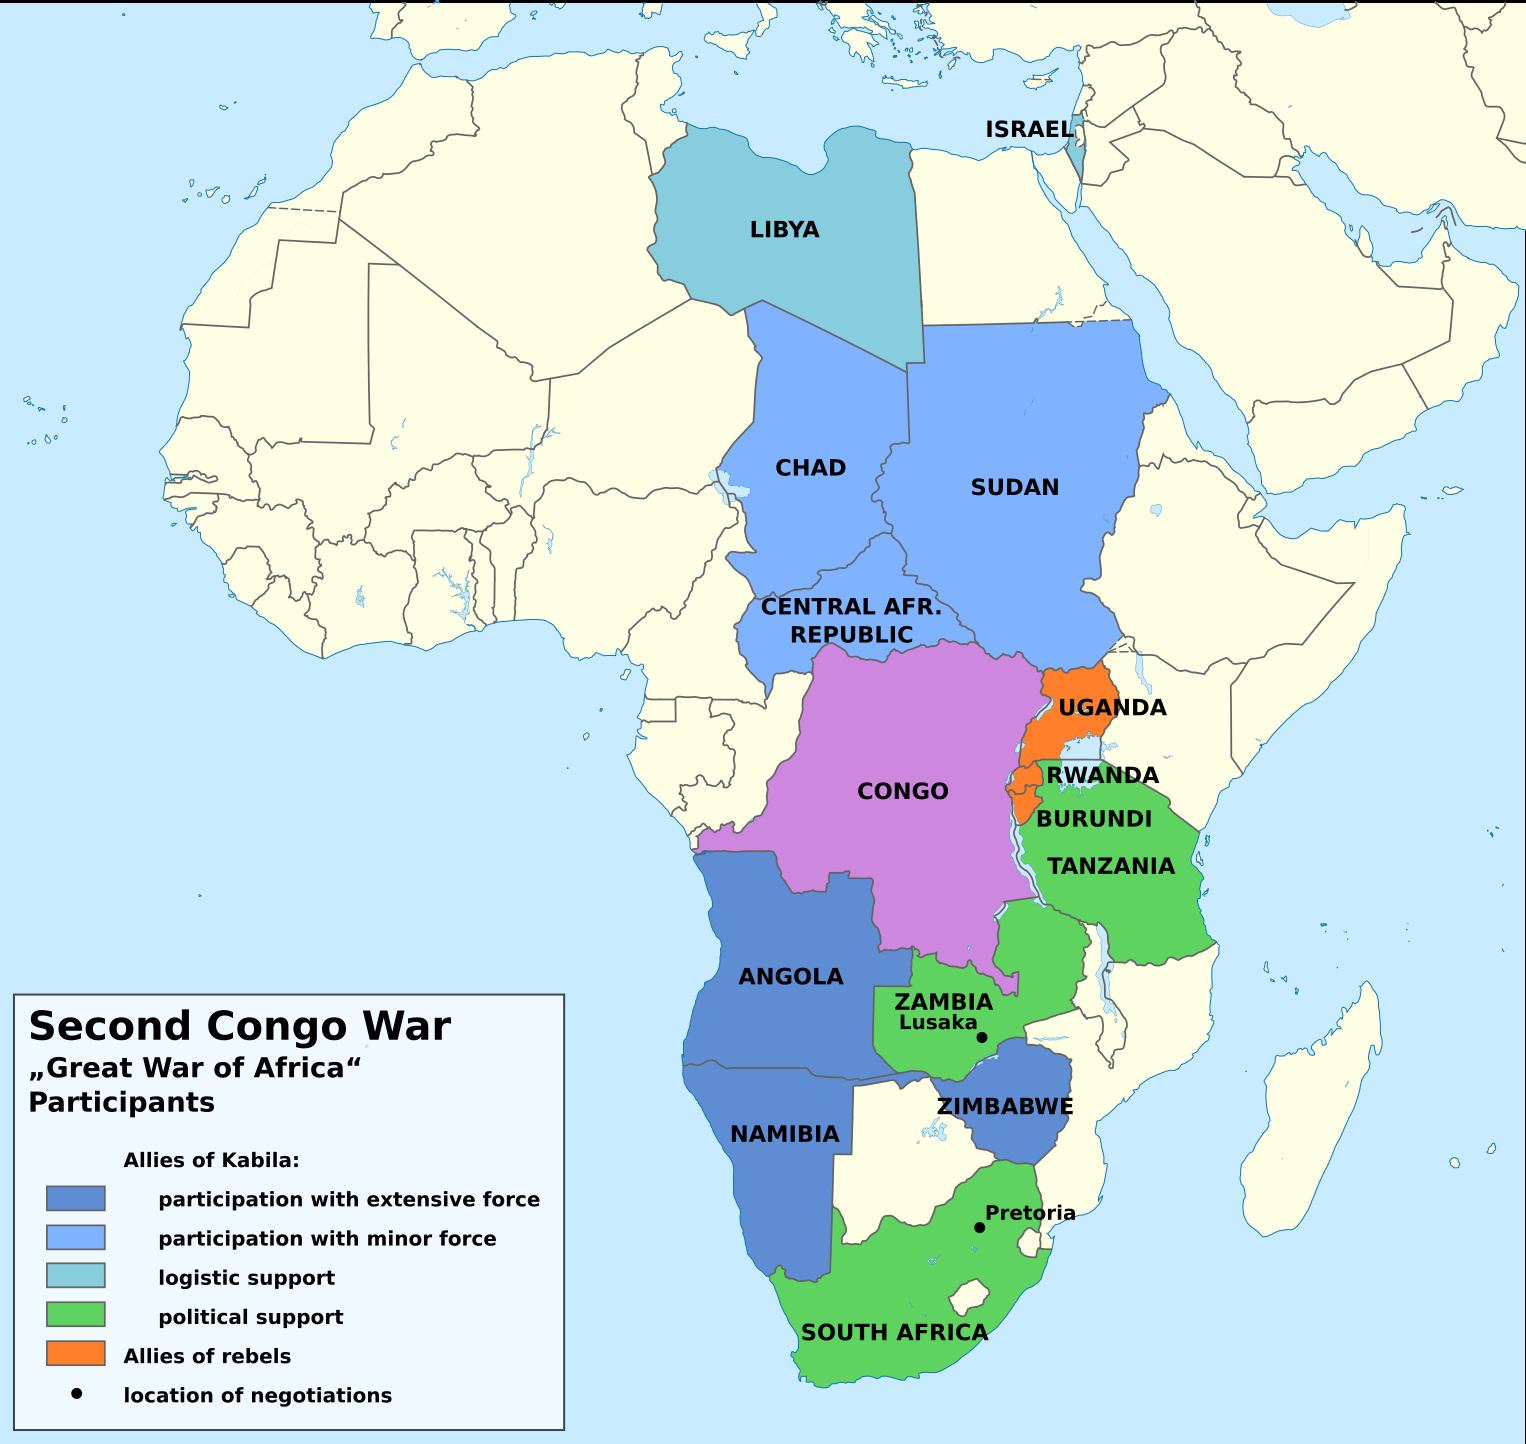 ISRAEL
LIBYA
CHAD
SUDAN
CENTRAL AFR.
REPUBLIC
UGANDA
RWANDA
CONGO
BURUNDI
TANZANIA
ANGOLA
ZAMBIA
Lusaka
ZIMBABWE
NAMIBIA
Pretoria
SOUTH AFRICA
Second Congo War
„Great War of Africa“
Participants
Allies of Kabila:
participation with extensive force
participation with minor force
logistic support
political support
Allies of rebels
location of negotiations